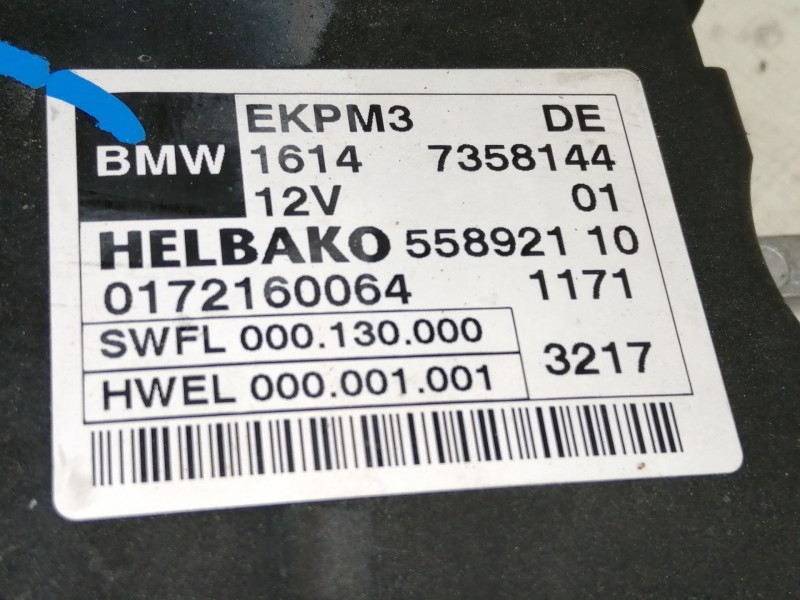 EKPM3 DE
BMW 1614 7358144
12V 01
HELBAKO 558921 10
0172160064 1171
SWFL 000.130.000
3217
HWEL 000.001.001